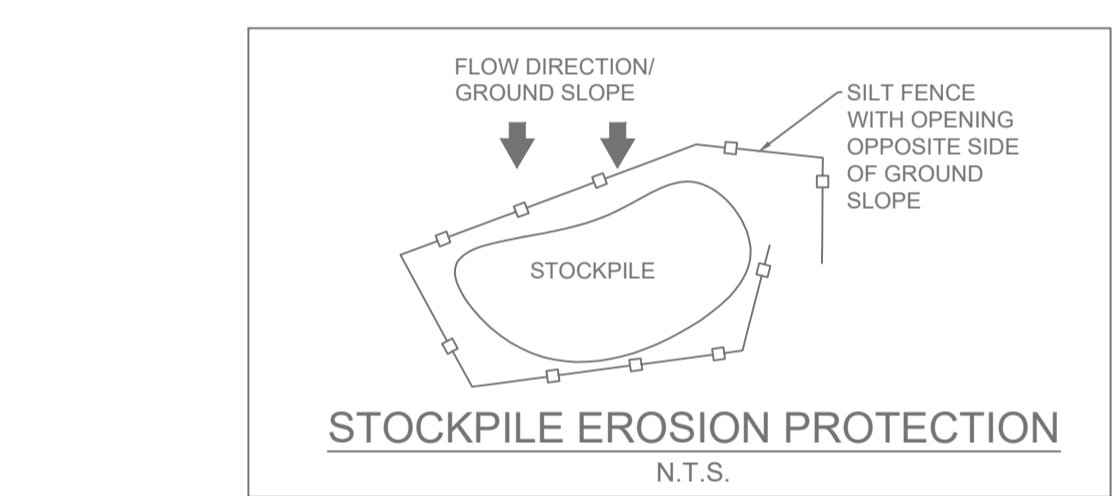 FLOW DIRECTION/
GROUND SLOPE
SILT FENCE
WITH OPENING
OPPOSITE SIDE
OF GROUND
SLOPE
STOCKPILE
STOCKPILE EROSION PROTECTION
N.T.S.